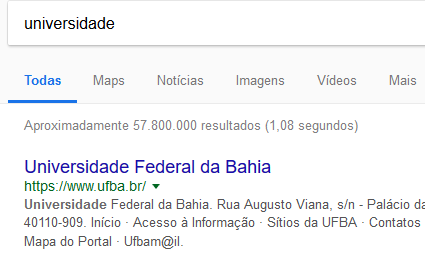 universidade
Todas Maps Notícias Imagens Vídeos Mais
Aproximadamente 57.800.000 resultados (1,08 segundos)
Universidade Federal da Bahia
https://www.ufba.br/
Universidade Federal da Bahia. Rua Augusto Viana, s/n - Palácio da
40110-909. Início · Acesso à Informação · Sítios da UFBA · Contatos
Mapa do Portal · Ufbam@il.